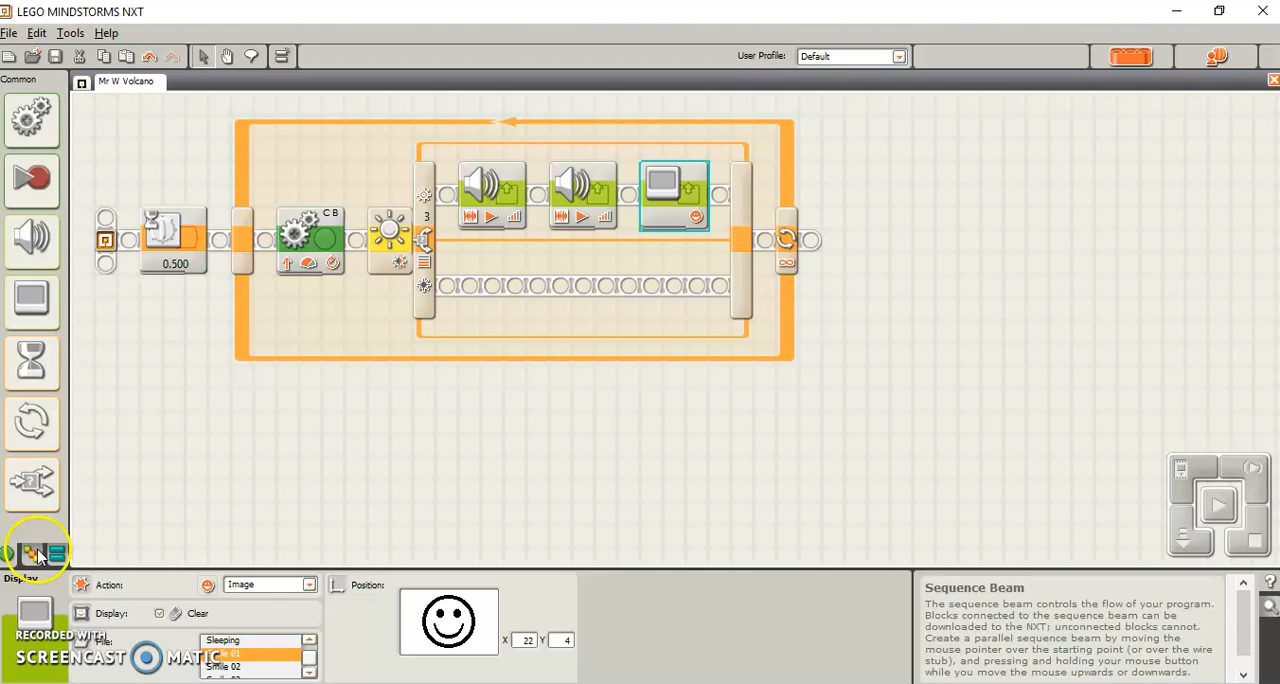 LEGO MINDSTORMS NXT
File Edit Tools Help
User Profile: Default
Common
Mr W Volcano
C B
3
0.500
Display
Action: Image
Position:
Display: Clear
File:
Sleeping
Smile 02
X 22 Y 4
RECORDED WITH
SCREENCAST MATIC
Sequence Beam
The sequence beam controls the flow of your program.
Blocks connected to the sequence beam can be
downloaded to the NXT; unconnected blocks cannot.
Create a parallel sequence beam by moving the
mouse pointer over the starting point (or over the wire
stub), and pressing and holding your mouse button
while you move the mouse upwards or downwards.